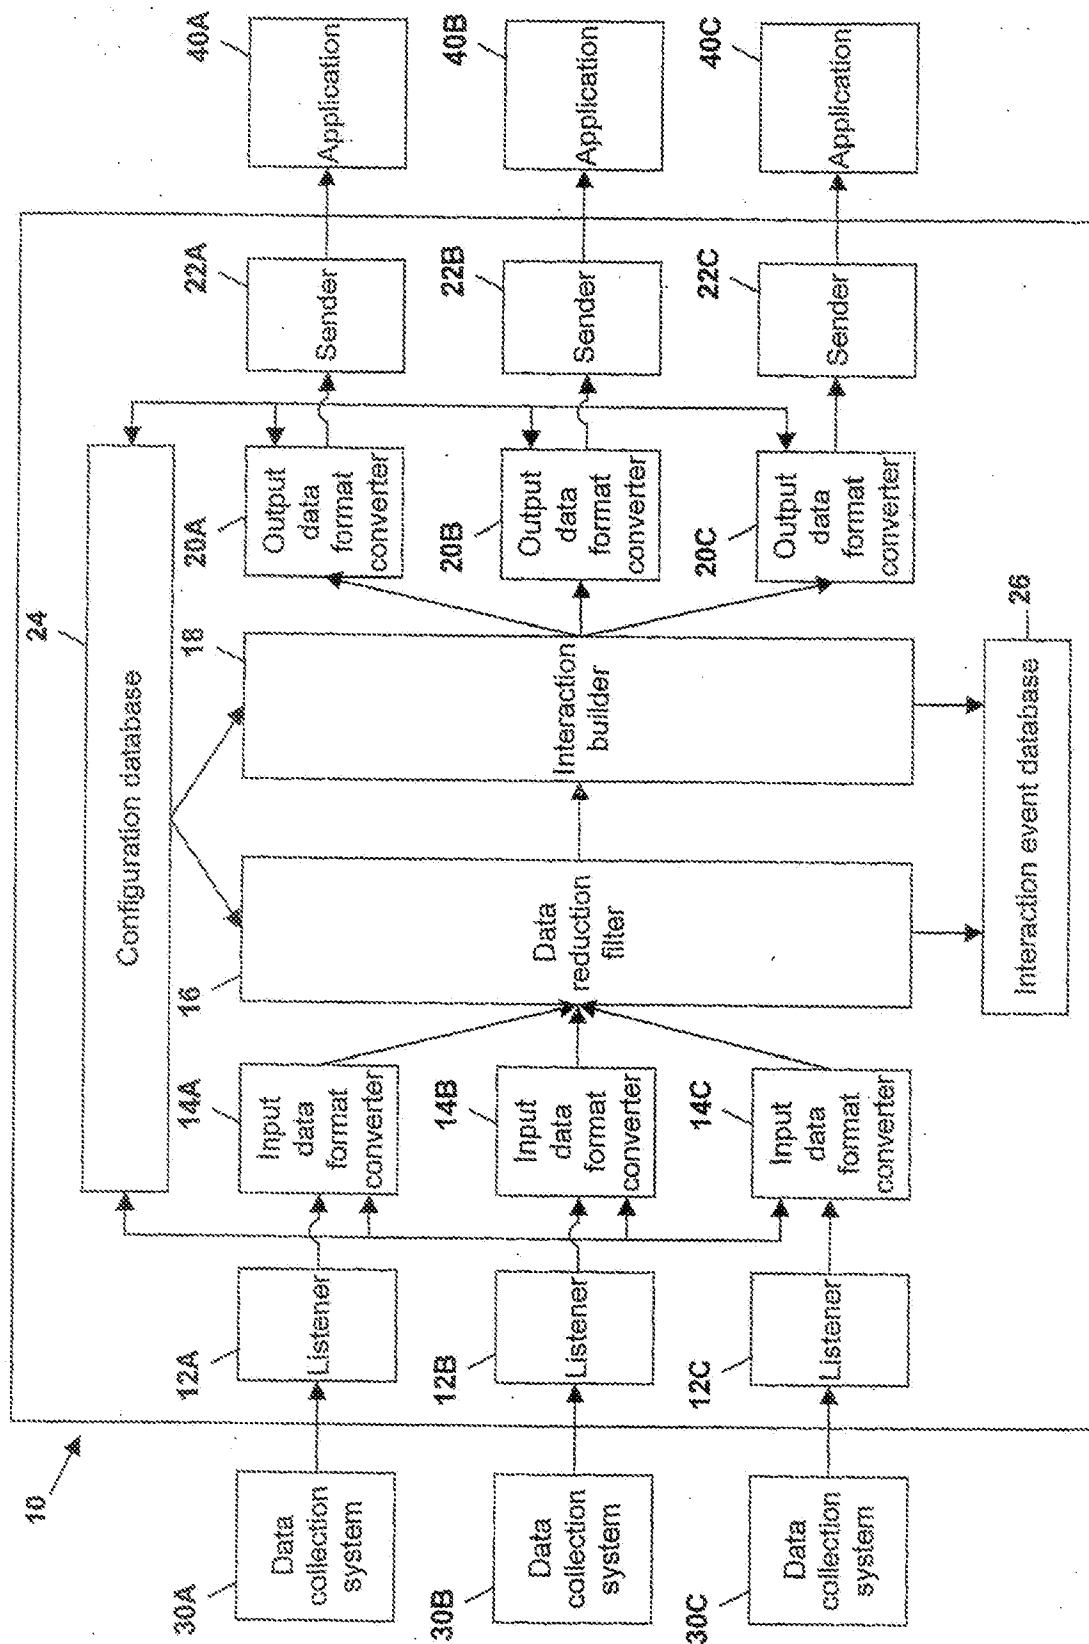 10
24
Configuration database
30A
Data
collection
system
12A
Listener
14A
Input
data
format
converter
16
Data
reduction
filter
18
Interaction
builder
20A
Output
data
format
converter
22A
Sender
40A
Application
30B
Data
collection
system
12B
Listener
14B
Input
data
format
converter
20B
Output
data
format
converter
22B
Sender
40B
Application
30C
Data
collection
system
12C
Listener
14C
Input
data
format
converter
20C
Output
data
format
converter
22C
Sender
40C
Application
26
Interaction event database